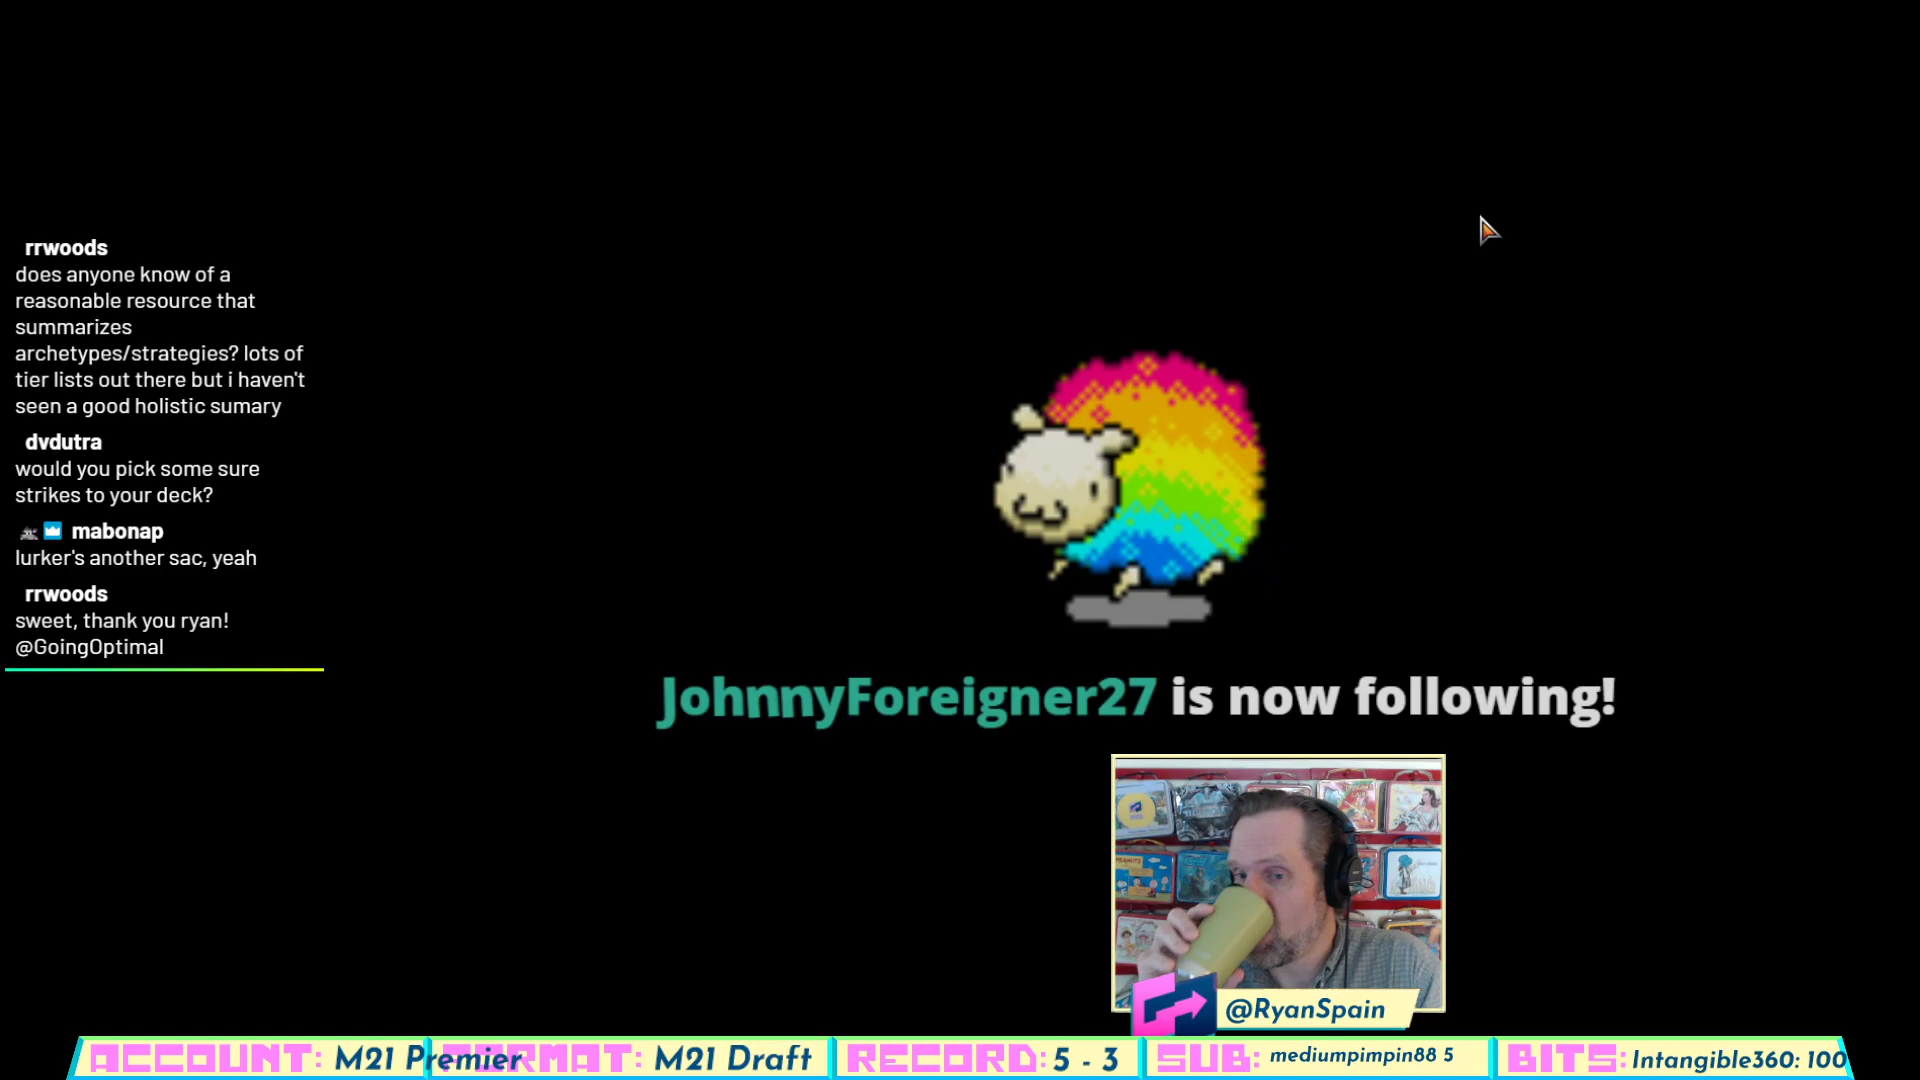 rrwoods
does anyone know of a
reasonable resource that
summarizes
archetypes/strategies? lots of
tier lists out there but i haven't
seen a good holistic sumary
dvdutra
would you pick some sure
strikes to your deck?
mabonap
lurker's another sac, yeah
rrwoods
sweet, thank you ryan!
@GoingOptimal
JohnnyForeigner27 is now following!
PEANUTS
@RyanSpain
ACCOUNT: M21 Premier FORMAT: M21 Draft RECORD: 5 - 3 SUB: mediumpimpin88 5 BITS: Intangible360: 100